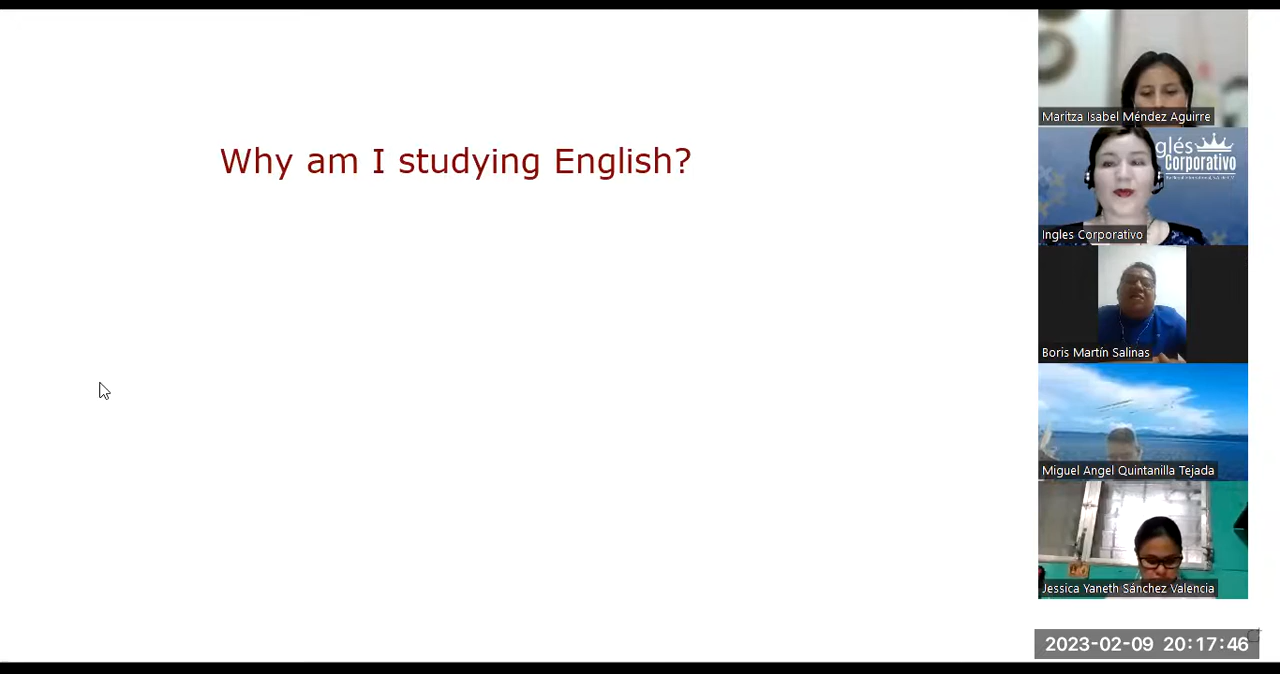 Why am I studying English?
Maritza Isabel Méndez Aguirre
glés
Corporativo
Ingles Corporativo
Boris Martín Salinas
Miguel Angel Quintanilla Tejada
Jessica Yaneth Sánchez Valencia
2023-02-09 20:17:46